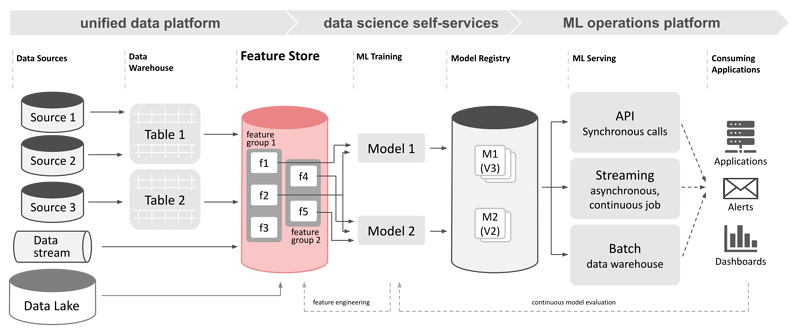 unified data platform
data science self-services
ML operations platform
Data Sources
Data
Warehouse
Feature Store
ML Training
Model Registry
ML Serving
Consuming
Applications
Source 1
Source 2
Source 3
Data
stream
Data Lake
Table 1
Table 2
feature
group 1
f1
f2
f3
f4
f5
feature
group 2
Model 1
Model 2
M1
(V3)
M2
(V2)
API
Synchronous calls
Streaming
asynchronous,
continuous job
Batch
data warehouse
Applications
Alerts
Dashboards
feature engineering
continuous model evaluation